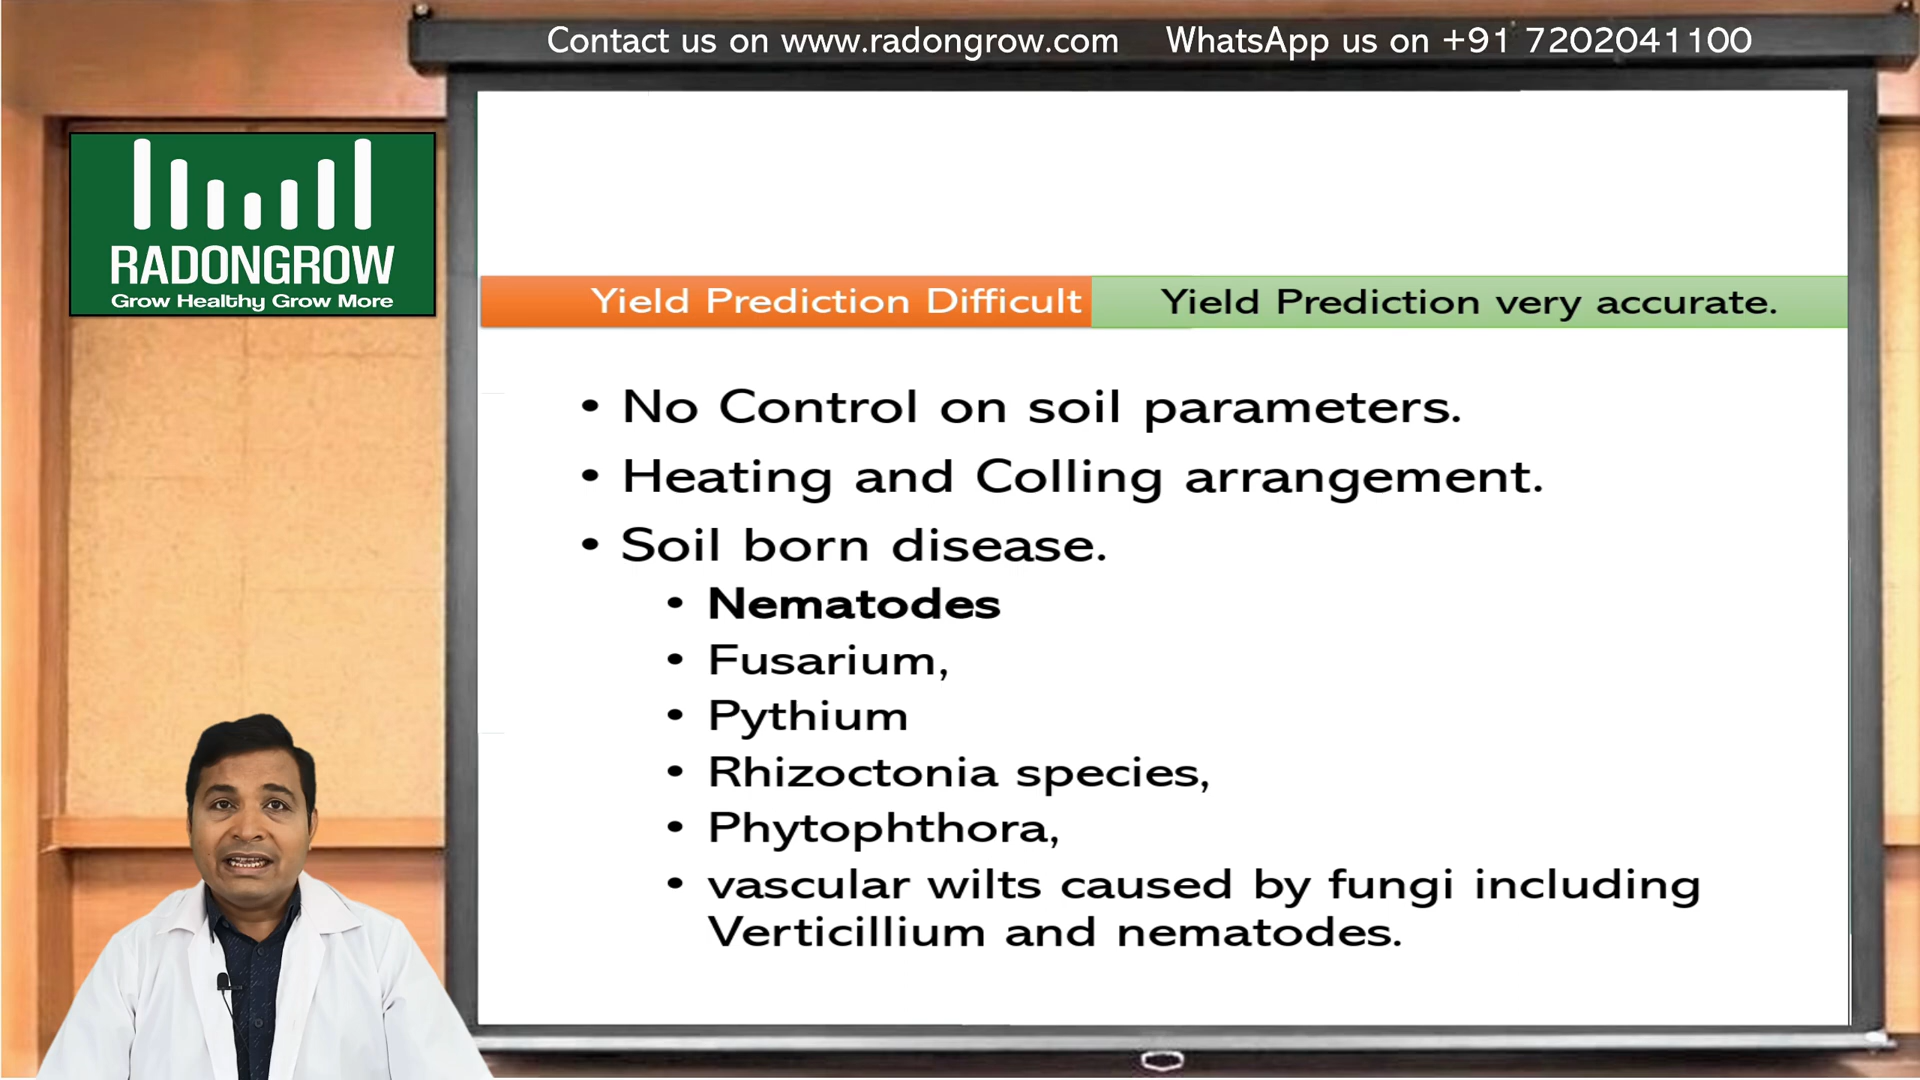 Contact us on www.radongrow.com WhatsApp us on +91 7202041100
RADONGROW
Grow Healthy Grow More
Yield Prediction Difficult Yield Prediction very accurate.
• No Control on soil parameters.
• Heating and Colling arrangement.
• Soil born disease.
• Nematodes
• Fusarium,
• Pythium
• Rhizoctonia species,
• Phytophthora,
• vascular wilts caused by fungi including
Verticillium and nematodes.